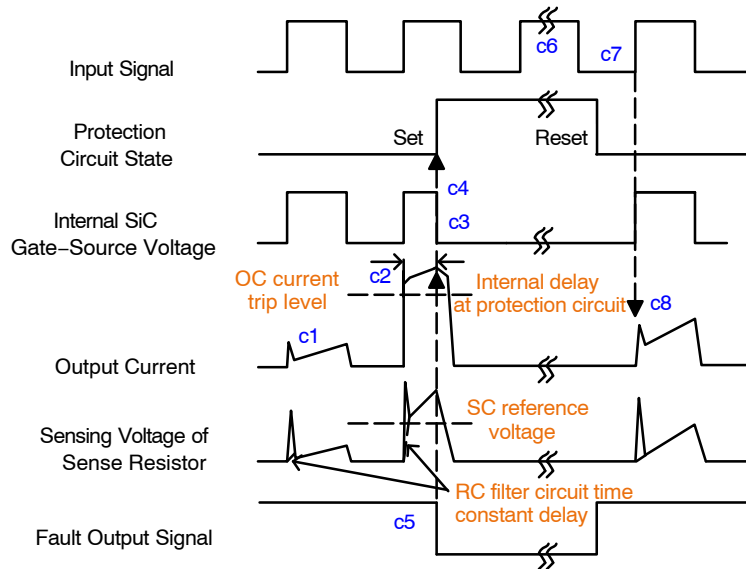 c6
c7
Input Signal
Protection
Circuit State
Set
Reset
c4
Internal SiC
Gate−Source Voltage
c3
OC current
trip level
c2
Internal delay
at protection circuit
c8
c1
Output Current
SC reference
voltage
Sensing Voltage of
Sense Resistor
RC filter circuit time
constant delay
c5
Fault Output Signal